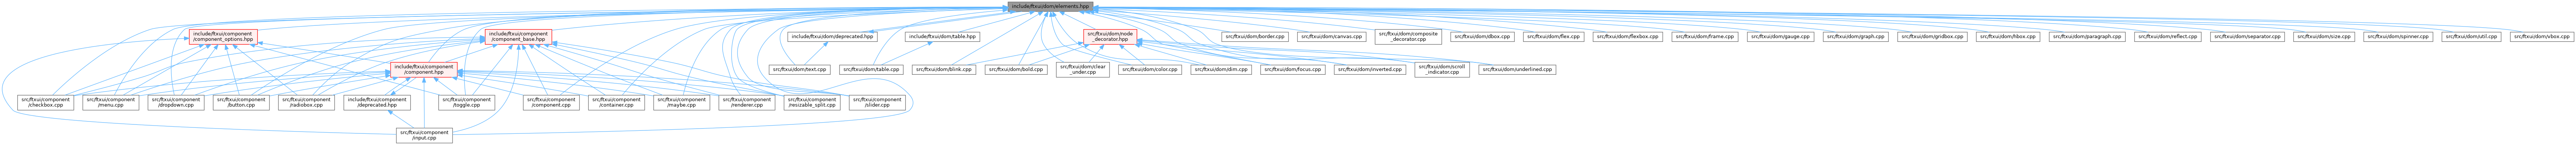 include/ftxui/dom/elements.hpp
include/ftxui/component
/component_options.hpp
include/ftxui/component
/component_base.hpp
include/ftxui/dom/deprecated.hpp
include/ftxui/dom/table.hpp
src/ftxui/dom/node
_decorator.hpp
src/ftxui/dom/border.cpp
src/ftxui/dom/canvas.cpp
src/ftxui/dom/composite
_decorator.cpp
src/ftxui/dom/dbox.cpp
src/ftxui/dom/flex.cpp
src/ftxui/dom/flexbox.cpp
src/ftxui/dom/frame.cpp
src/ftxui/dom/gauge.cpp
src/ftxui/dom/graph.cpp
src/ftxui/dom/gridbox.cpp
src/ftxui/dom/hbox.cpp
src/ftxui/dom/paragraph.cpp
src/ftxui/dom/reflect.cpp
src/ftxui/dom/separator.cpp
src/ftxui/dom/size.cpp
src/ftxui/dom/spinner.cpp
src/ftxui/dom/util.cpp
src/ftxui/dom/vbox.cpp
include/ftxui/component
/component.hpp
src/ftxui/dom/text.cpp
src/ftxui/dom/table.cpp
src/ftxui/dom/blink.cpp
src/ftxui/dom/bold.cpp
src/ftxui/dom/clear
_under.cpp
src/ftxui/dom/color.cpp
src/ftxui/dom/dim.cpp
src/ftxui/dom/focus.cpp
src/ftxui/dom/inverted.cpp
src/ftxui/dom/scroll
_indicator.cpp
src/ftxui/dom/underlined.cpp
src/ftxui/component
/checkbox.cpp
src/ftxui/component
/menu.cpp
src/ftxui/component
/dropdown.cpp
src/ftxui/component
/button.cpp
src/ftxui/component
/radiobox.cpp
include/ftxui/component
/deprecated.hpp
src/ftxui/component
/toggle.cpp
src/ftxui/component
/component.cpp
src/ftxui/component
/container.cpp
src/ftxui/component
/maybe.cpp
src/ftxui/component
/renderer.cpp
src/ftxui/component
/resizable_split.cpp
src/ftxui/component
/slider.cpp
src/ftxui/component
/input.cpp